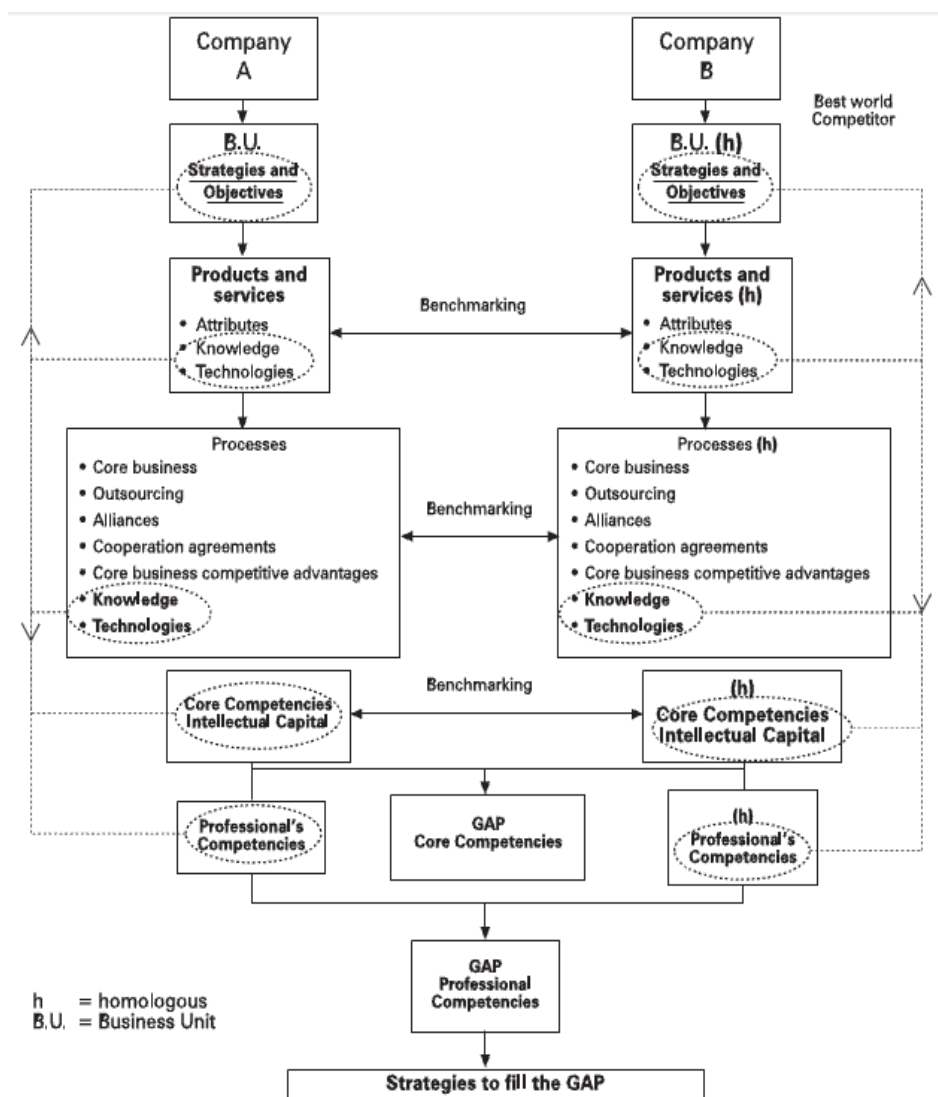 Company
A
Company
B
Best world
Competitor
B.U.
Strategies and
Objectives
B.U. (h)
Strategies and
Objectives
Products and
services
• Attributes
• Knowledge
• Technologies
Benchmarking
Products and
services (h)
• Attributes
• Knowledge
• Technologies
Processes
• Core business
• Outsourcing
• Alliances
• Cooperation agreements
• Core business competitive advantages
• Knowledge
• Technologies
Benchmarking
Processes (h)
• Core business
• Outsourcing
• Alliances
• Cooperation agreements
• Core business competitive advantages
• Knowledge
• Technologies
Core Competencies
Intellectual Capital
Benchmarking
(h)
Core Competencies
Intellectual Capital
Professional's
Competencies
GAP
Core Competencies
(h)
Professional's
Competencies
GAP
Professional
Competencies
h = homologous
B.U. = Business Unit
Strategies to fill the GAP